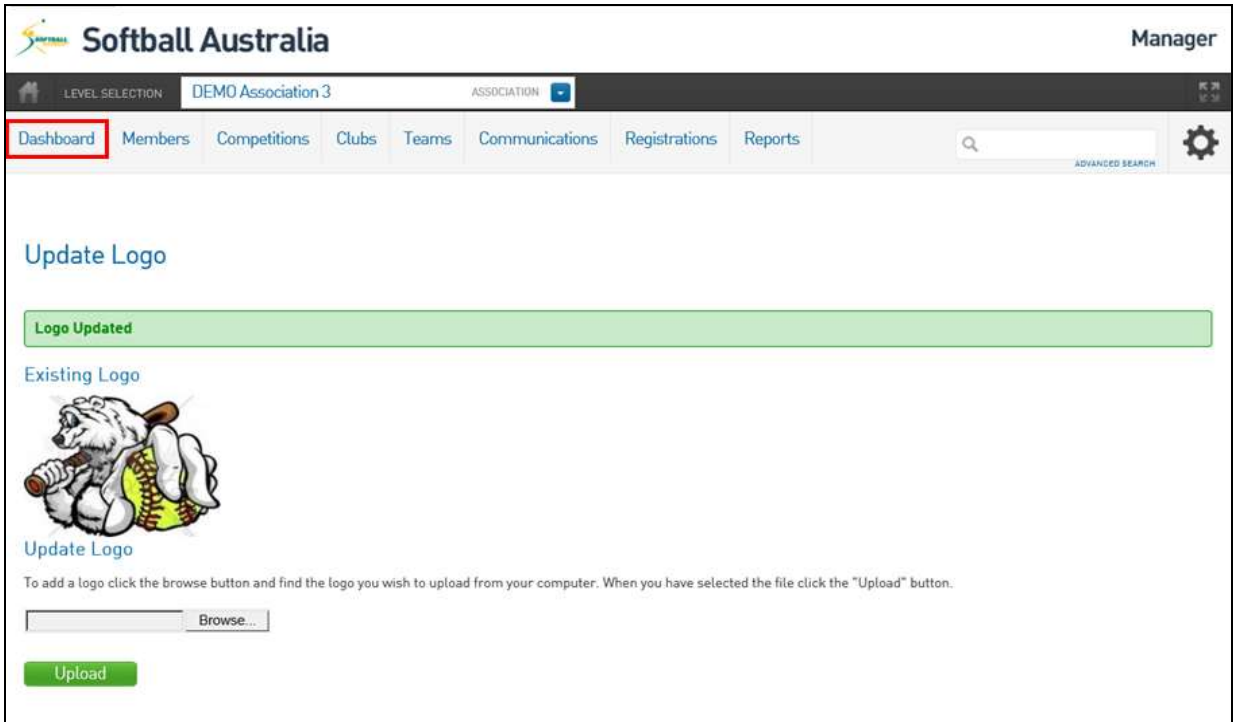 SOFTBALL Softball Australia Manager
LEVEL SELECTION DEMO Association 3 ASSOCIATION
Dashboard Members Competitions Clubs Teams Communications Registrations Reports
ADVANCED SEARCH
Update Logo
Logo Updated
Existing Logo
Update Logo
To add a logo click the browse button and find the logo you wish to upload from your computer. When you have selected the file click the "Upload" button.
Browse...
Upload